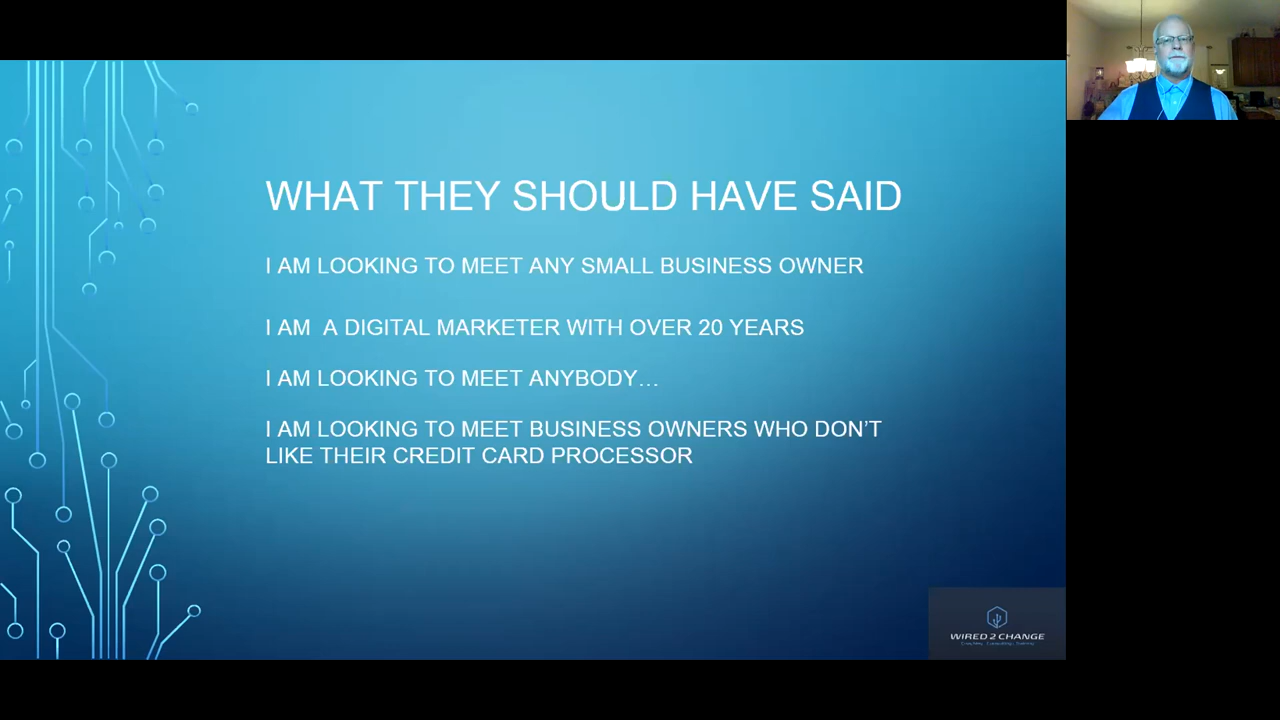 WHAT THEY SHOULD HAVE SAID
I AM LOOKING TO MEET ANY SMALL BUSINESS OWNER
I AM  A DIGITAL MARKETER WITH OVER 20 YEARS
I AM LOOKING TO MEET ANYBODY…
I AM LOOKING TO MEET BUSINESS OWNERS WHO DON’T
LIKE THEIR CREDIT CARD PROCESSOR
WIRED 2 CHANGE